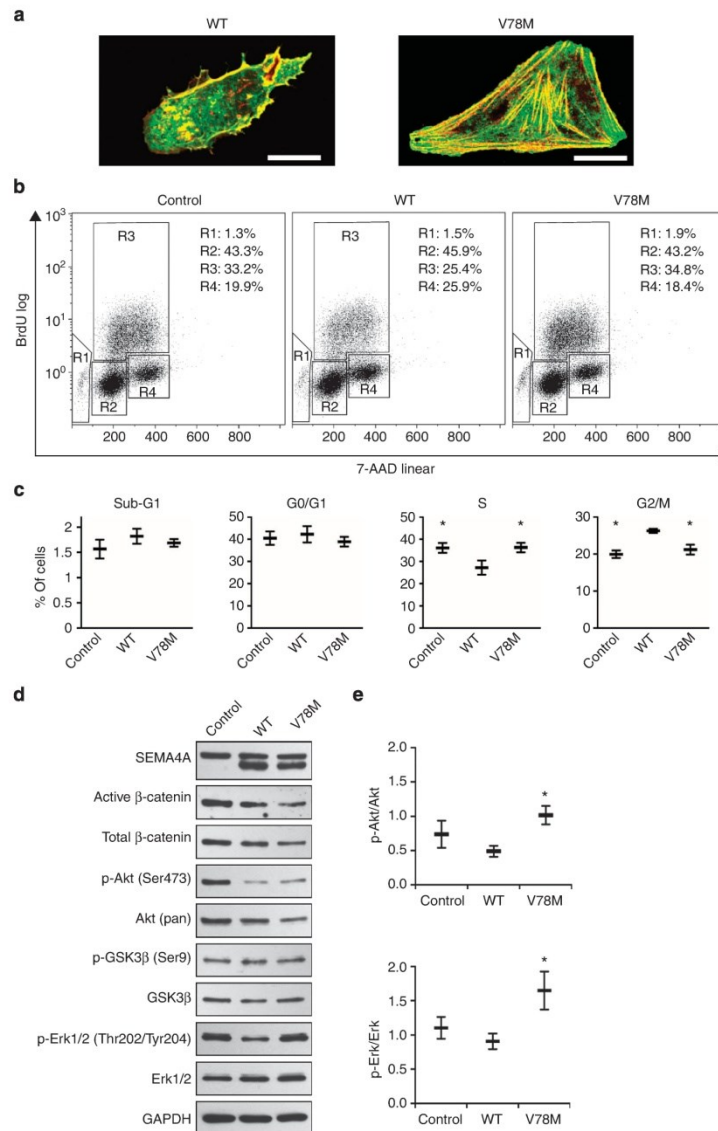 a
WT
V78M
b
Control
WT
V78M
BrdU log
10³
10²
10¹
10⁰
R3
R1: 1.3%
R2: 43.3%
R3: 33.2%
R4: 19.9%
R1
R2
R4
R3
R1: 1.5%
R2: 45.9%
R3: 25.4%
R4: 25.9%
R1
R2
R4
R1: 1.9%
R2: 43.2%
R3: 34.8%
R4: 18.4%
R1
R2
R4
200 400 600 800 1000
200 400 600 800 1000
200 400 600 800 1000
7-AAD linear
c
% Of cells
Sub-G1
2
1.5
1
0.5
0
Control WT V78M
G0/G1
50
40
30
20
10
0
Control WT V78M
S
50
40
30
20
10
0
* *
Control WT V78M
G2/M
30
20
10
0
* *
Control WT V78M
d
Control WT V78M
SEMA4A
Active β-catenin
Total β-catenin
p-Akt (Ser473)
Akt (pan)
p-GSK3β (Ser9)
GSK3β
p-Erk1/2 (Thr202/Tyr204)
Erk1/2
GAPDH
e
p-Akt/Akt
2.0
1.5
1.0
0.5
0.0
*
Control WT V78M
p-Erk/Erk
2.0
1.5
1.0
0.5
0.0
*
Control WT V78M